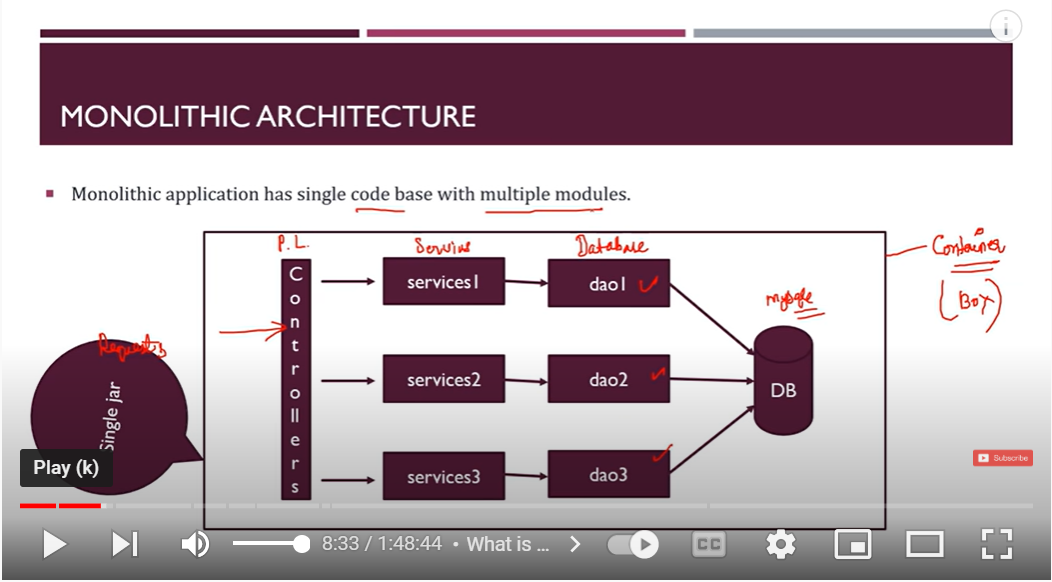 MONOLITHIC ARCHITECTURE
Monolithic application has single code base with multiple modules.
P.L.
Service
Database
Container
(Box)
Controllers
services1
dao1
mysql
Requests
Single jar
services2
dao2
DB
services3
dao3
Subscribe
Play (k)
8:33 / 1:48:44 • What is ...
CC